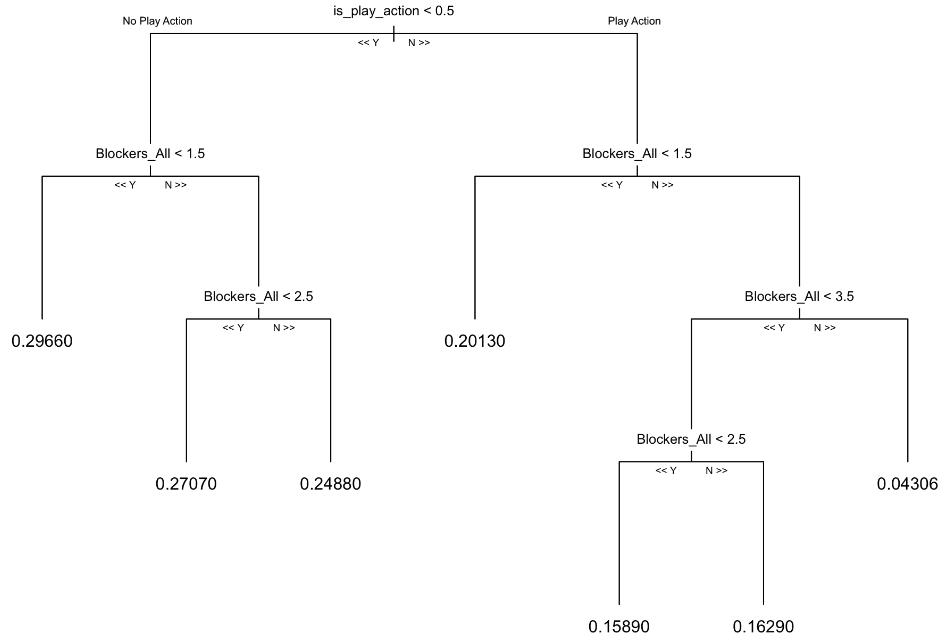 is_play_action < 0.5
No Play Action
Play Action
<< Y N >>
Blockers_All < 1.5
Blockers_All < 1.5
<< Y N >>
<< Y N >>
Blockers_All < 2.5
Blockers_All < 3.5
<< Y N >>
<< Y N >>
0.29660
0.20130
Blockers_All < 2.5
<< Y N >>
0.27070
0.24880
0.04306
0.15890
0.16290